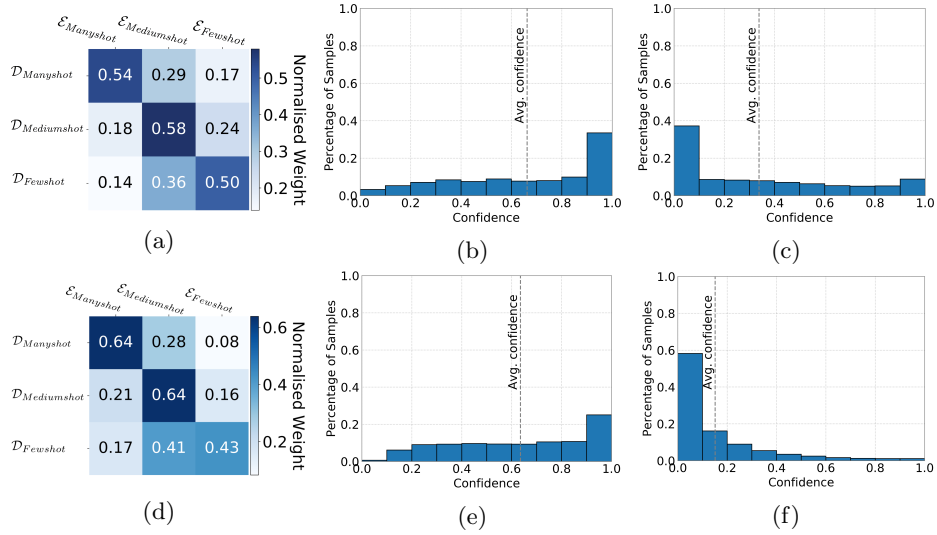 ℰManyshot ℰMediumshot ℰFewshot
𝒟Manyshot 0.54 0.29 0.17
𝒟Mediumshot 0.18 0.58 0.24
𝒟Fewshot 0.14 0.36 0.50
0.5
0.4
0.3
0.2
Normalised Weight
(a)
Percentage of Samples
1.0
0.8
0.6
0.4
0.2
0.0
Avg. confidence
0.0 0.2 0.4 0.6 0.8 1.0
Confidence
(b)
Percentage of Samples
1.0
0.8
0.6
0.4
0.2
0.0
Avg. confidence
0.0 0.2 0.4 0.6 0.8 1.0
Confidence
(c)
ℰManyshot ℰMediumshot ℰFewshot
𝒟Manyshot 0.64 0.28 0.08
𝒟Mediumshot 0.21 0.64 0.16
𝒟Fewshot 0.17 0.41 0.43
0.6
0.4
0.2
Normalised Weight
(d)
Percentage of Samples
1.0
0.8
0.6
0.4
0.2
0.0
Avg. confidence
0.0 0.2 0.4 0.6 0.8 1.0
Confidence
(e)
Percentage of Samples
1.0
0.8
0.6
0.4
0.2
0.0
Avg. confidence
0.0 0.2 0.4 0.6 0.8 1.0
Confidence
(f)